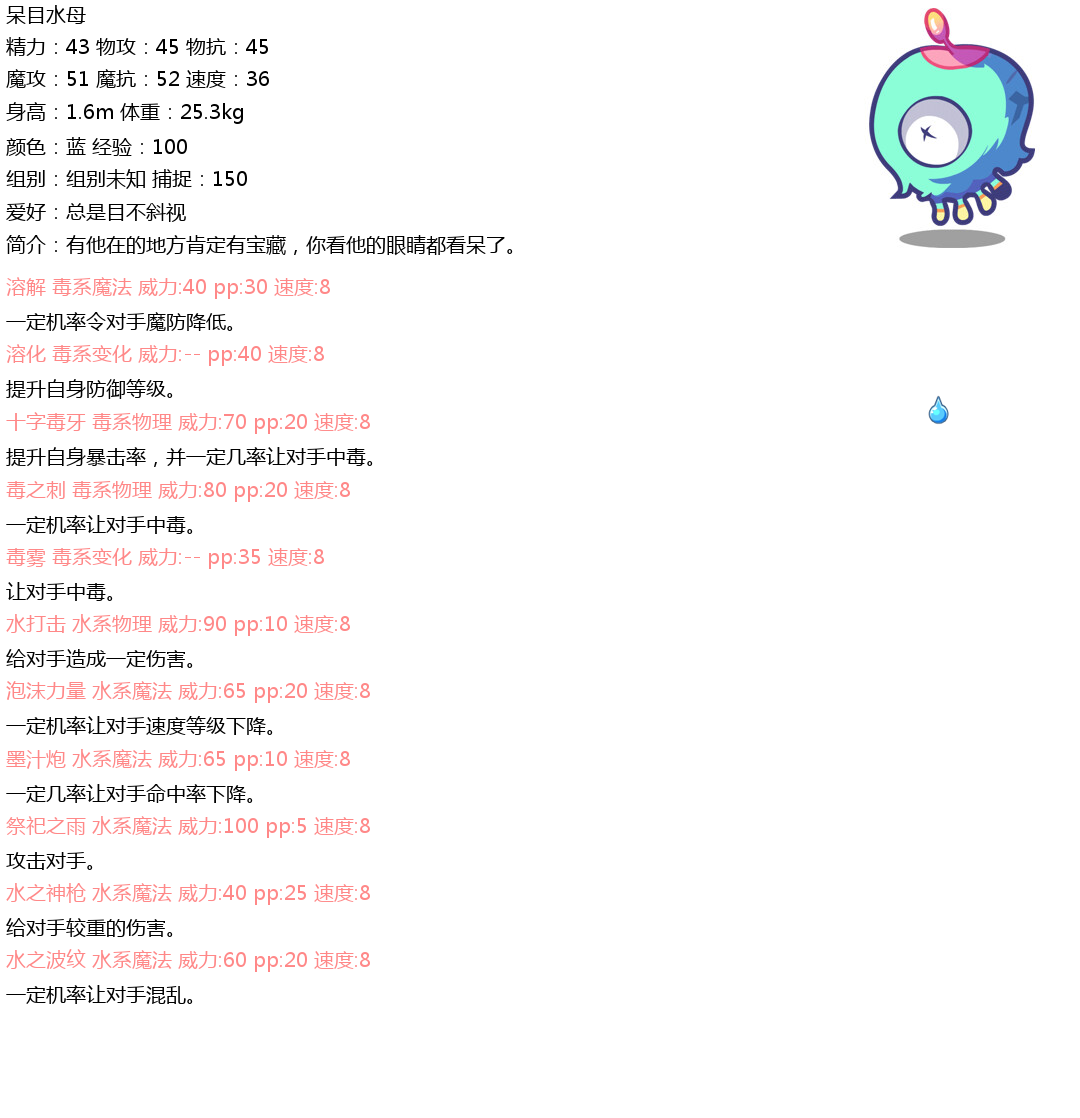 呆目水母
精力：43 物攻：45 物抗：45
魔攻：51 魔抗：52 速度：36
身高：1.6m 体重：25.3kg
颜色：蓝 经验：100
组别：组别未知 捕捉：150
爱好：总是目不斜视
简介：有他在的地方肯定有宝藏，你看他的眼睛都看呆了。
溶解 毒系魔法 威力:40 pp:30 速度:8
一定机率令对手魔防降低。
溶化 毒系变化 威力:-- pp:40 速度:8
提升自身防御等级。
十字毒牙 毒系物理 威力:70 pp:20 速度:8
提升自身暴击率，并一定几率让对手中毒。
毒之刺 毒系物理 威力:80 pp:20 速度:8
一定机率让对手中毒。
毒雾 毒系变化 威力:-- pp:35 速度:8
让对手中毒。
水打击 水系物理 威力:90 pp:10 速度:8
给对手造成一定伤害。
泡沫力量 水系魔法 威力:65 pp:20 速度:8
一定机率让对手速度等级下降。
墨汁炮 水系魔法 威力:65 pp:10 速度:8
一定几率让对手命中率下降。
祭祀之雨 水系魔法 威力:100 pp:5 速度:8
攻击对手。
水之神枪 水系魔法 威力:40 pp:25 速度:8
给对手较重的伤害。
水之波纹 水系魔法 威力:60 pp:20 速度:8
一定机率让对手混乱。